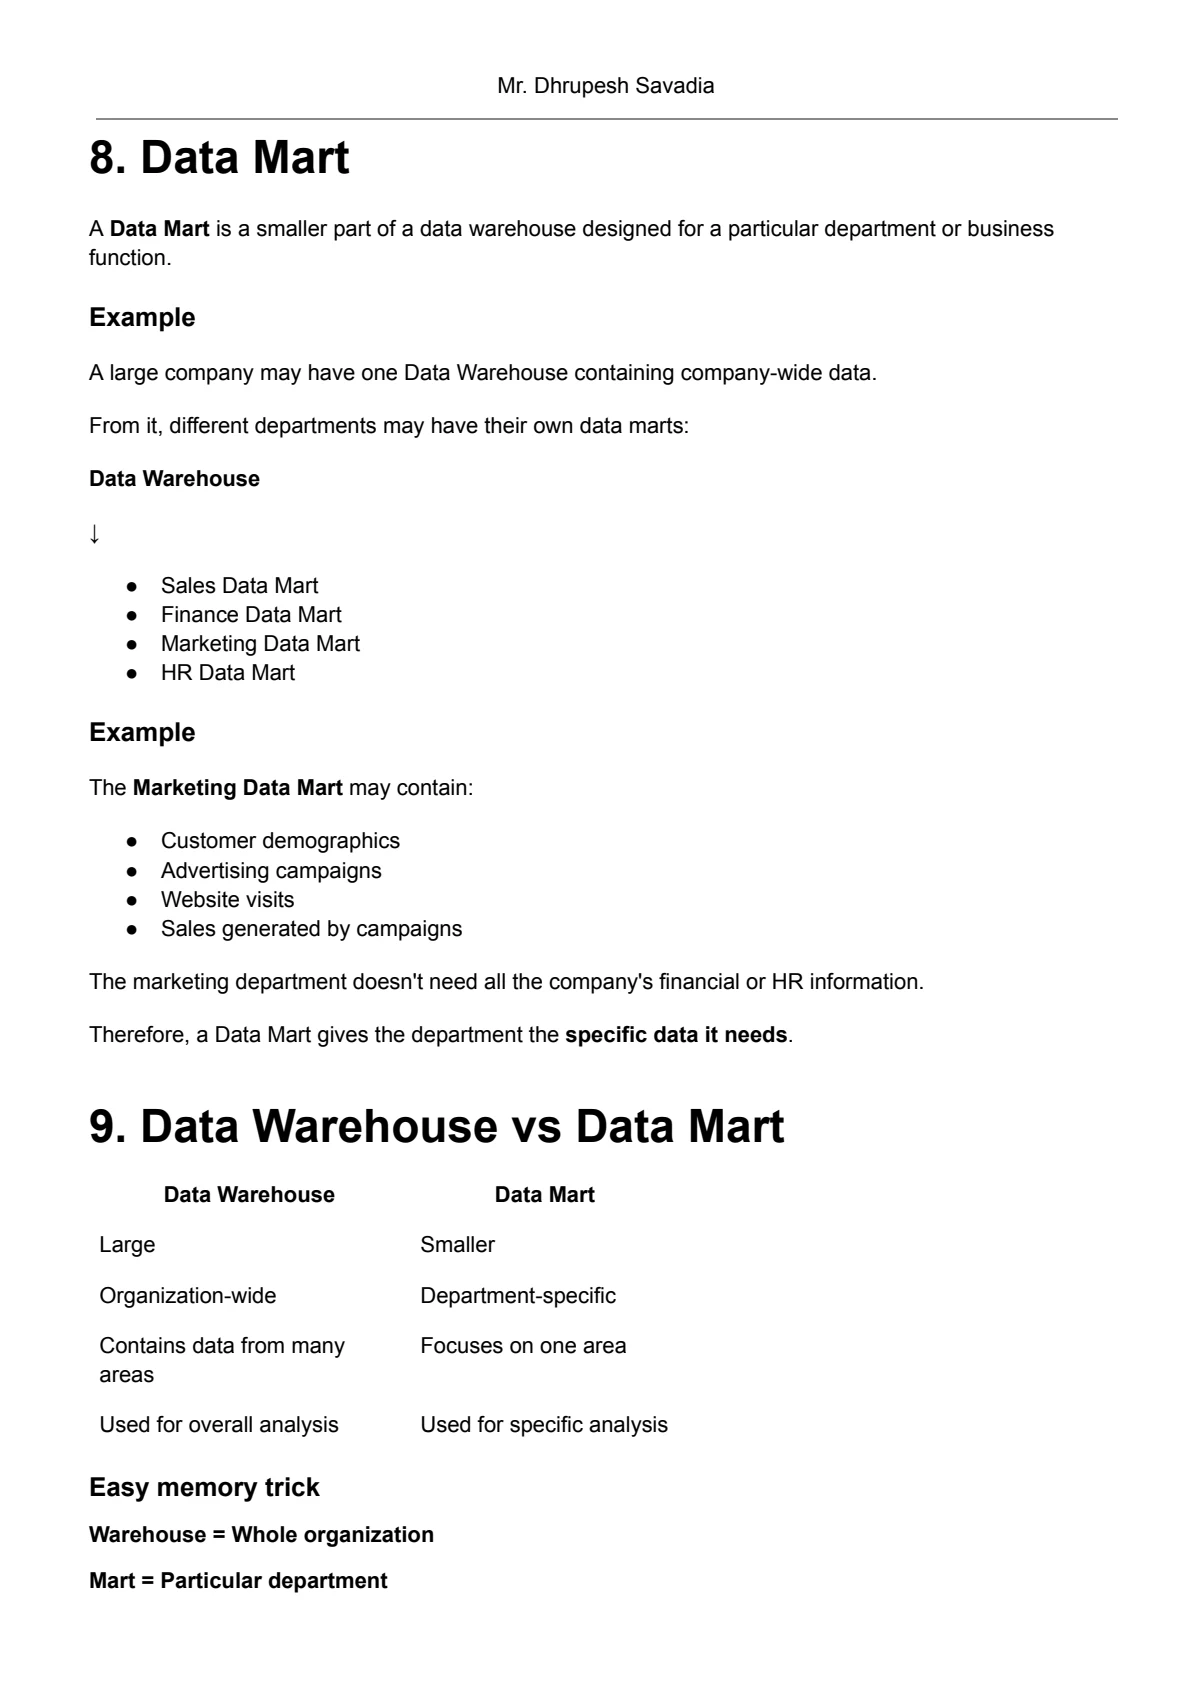 Mr. Dhrupesh Savadia
8. Data Mart
A Data Mart is a smaller part of a data warehouse designed for a particular department or business
function.
Example
A large company may have one Data Warehouse containing company-wide data.
From it, different departments may have their own data marts:
Data Warehouse
↓
● Sales Data Mart
● Finance Data Mart
● Marketing Data Mart
● HR Data Mart
Example
The Marketing Data Mart may contain:
● Customer demographics
● Advertising campaigns
● Website visits
● Sales generated by campaigns
The marketing department doesn't need all the company's financial or HR information.
Therefore, a Data Mart gives the department the specific data it needs.
9. Data Warehouse vs Data Mart
Data Warehouse Data Mart
Large Smaller
Organization-wide Department-specific
Contains data from many Focuses on one area
areas
Used for overall analysis Used for specific analysis
Easy memory trick
Warehouse = Whole organization
Mart = Particular department